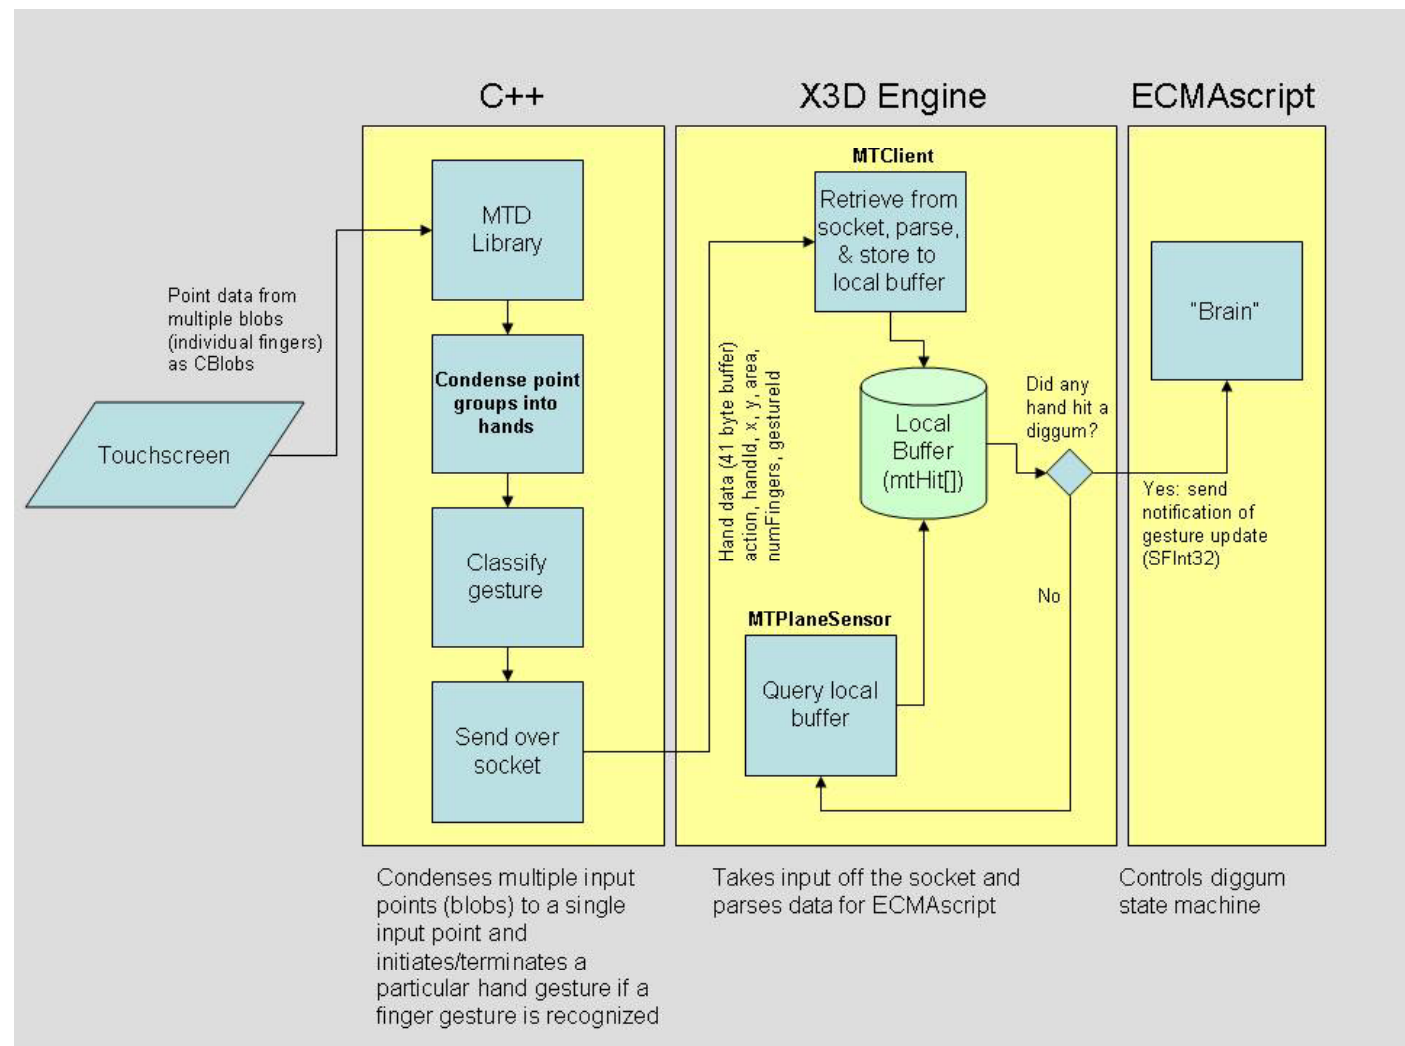 C++
X3D Engine
ECMAscript
MTD
Library
Condense point
groups into
hands
Classify
gesture
Send over
socket
Point data from
multiple blobs
(individual fingers)
as CBlobs
Touchscreen
MTClient
Retrieve from
socket, parse,
& store to
local buffer
Hand data (41 byte buffer)
action, handId, x, y, area,
numFingers, gestureId
Local
Buffer
(mtHit[])
Did any
hand hit a
diggum?
MTPlaneSensor
Query local
buffer
No
"Brain"
Yes: send
notification of
gesture update
(SFInt32)
Condenses multiple input
points (blobs) to a single
input point and
initiates/terminates a
particular hand gesture if a
finger gesture is recognized
Takes input off the socket and
parses data for ECMAScript
Controls diggum
state machine